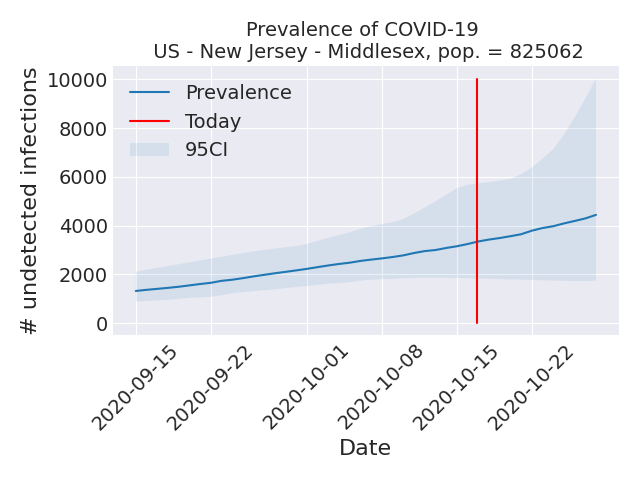 Prevalence of COVID-19
US - New Jersey - Middlesex, pop. = 825062
# undetected infections
10000
8000
6000
4000
2000
0
Prevalence
Today
95CI
2020-09-15
2020-09-22
2020-10-01
2020-10-08
2020-10-15
2020-10-22
Date